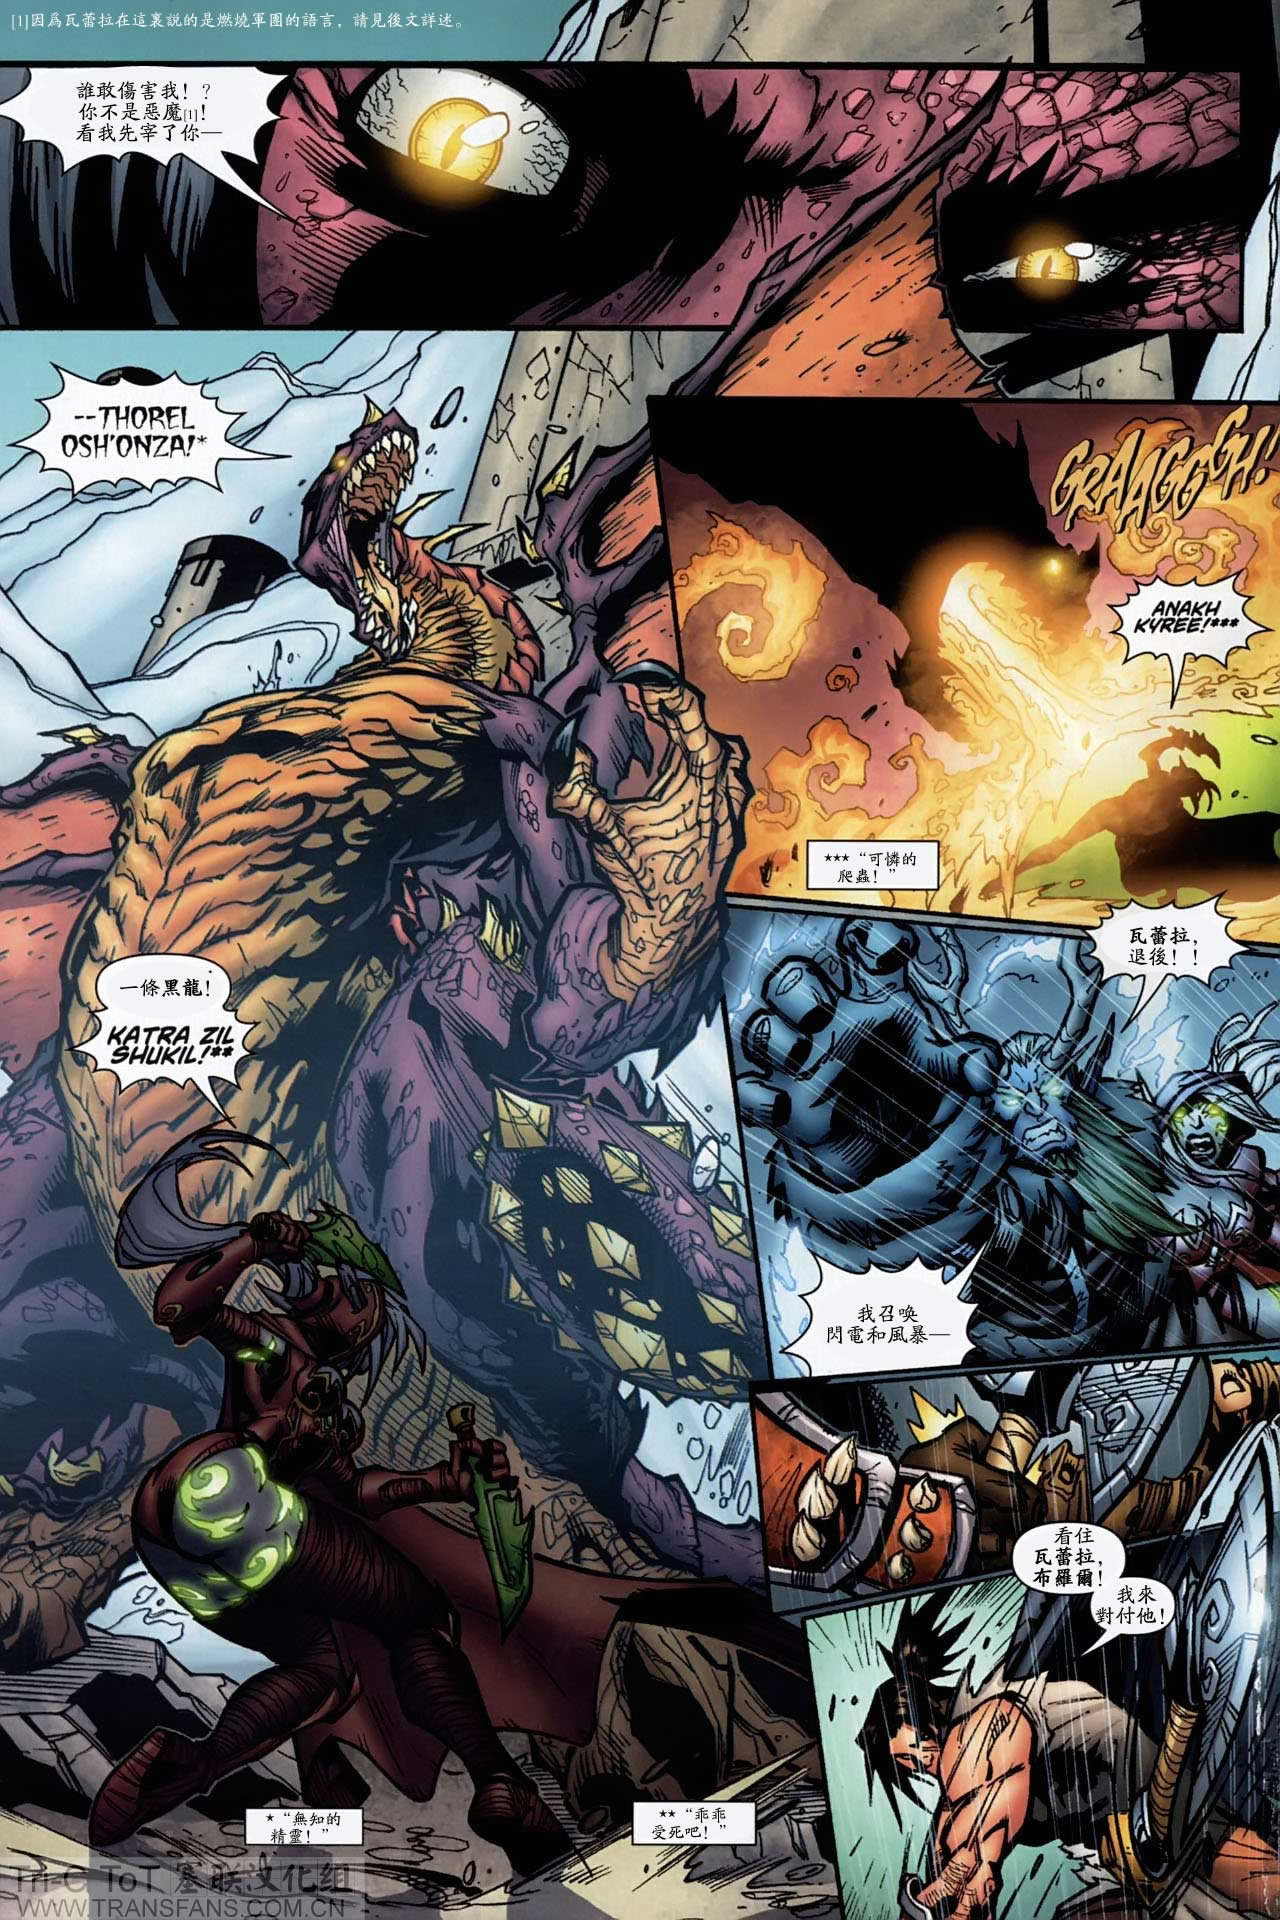 [1]因爲瓦蕾拉在這裏説的是燃燒軍團的語言，請見後文詳述。
誰敢傷害我！？
你不是惡魔[1]！
看我先宰了你—
--THOREL
OSH'ONZA!*
GRAAGGGH!
ANAKH
KYREE!***
***“可憐的
爬蟲！”
一條黑龍！
KATRA ZIL
SHUKIL!**
瓦蕾拉，
退後！！
我召喚
閃電和風暴—
看住
瓦蕾拉，
布羅爾！
我來
對付他！
*“無知的
精靈！”
**“乖乖
受死吧！”
Tri-C ToT 塞联汉化组
WWW.TRANSFANS.COM.CN